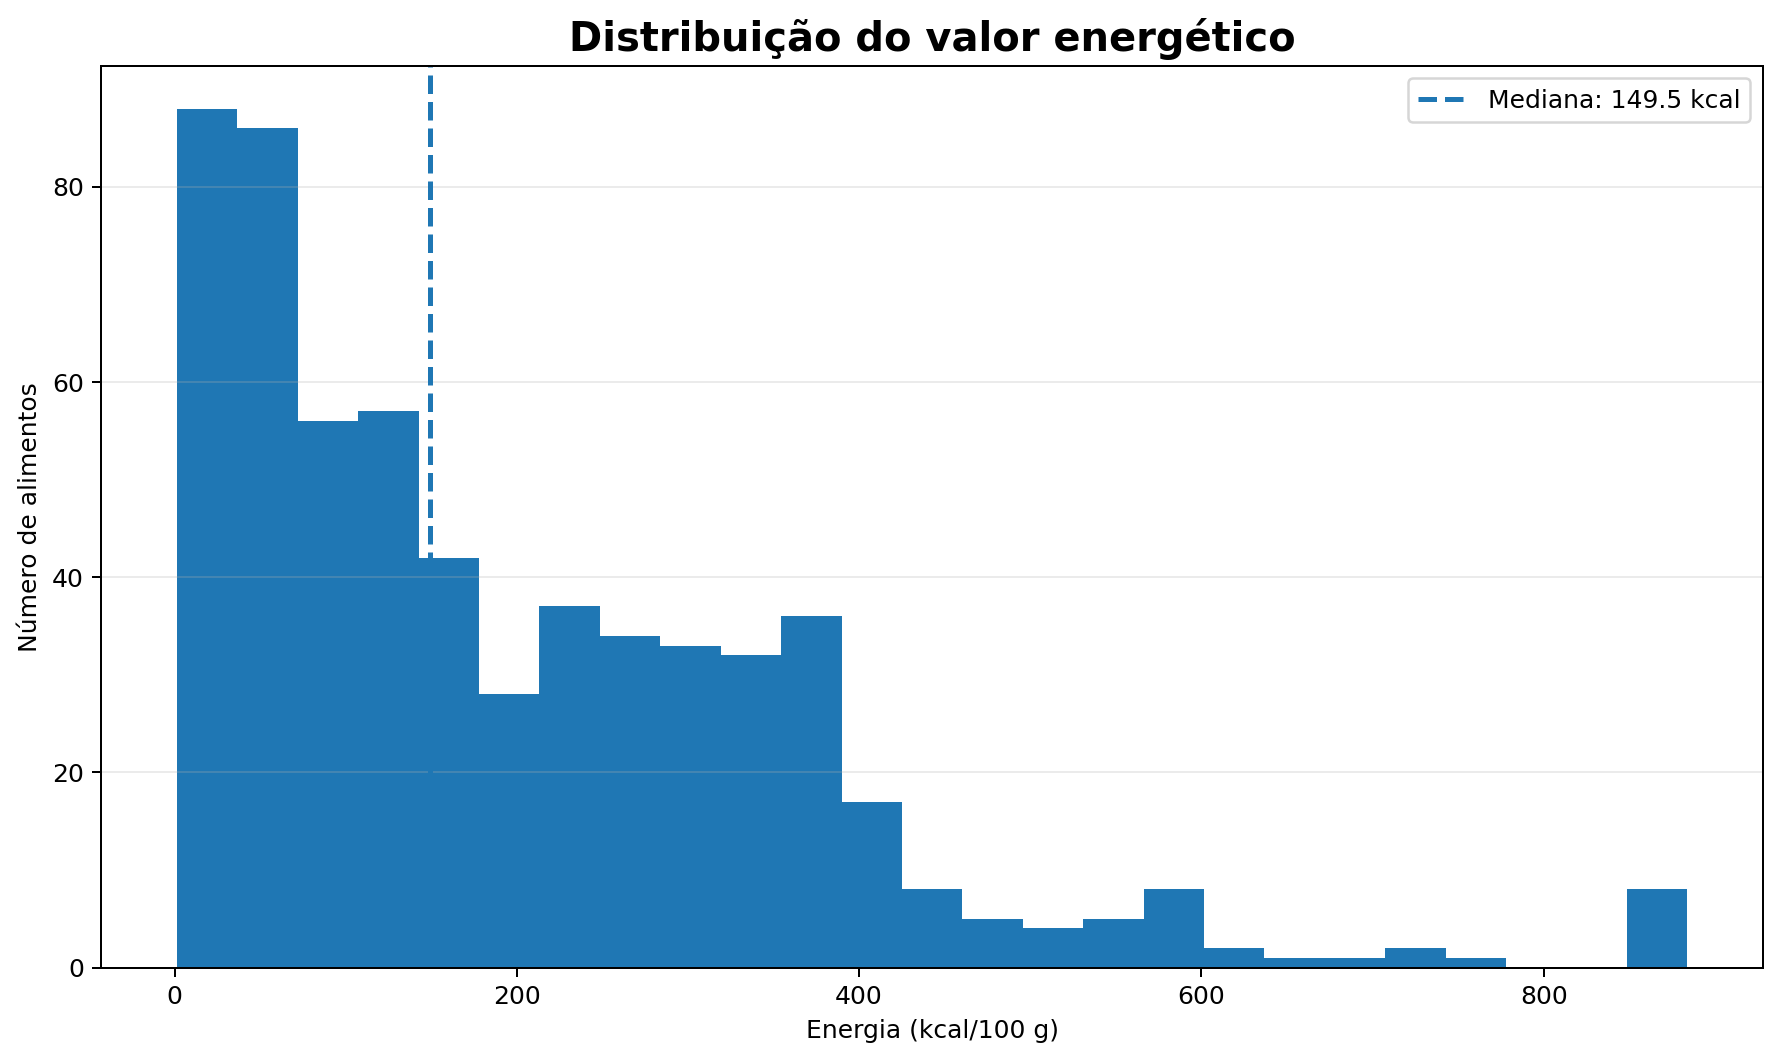 Distribuição do valor energético
Mediana: 149.5 kcal
Número de alimentos
80
60
40
20
0
0 200 400 600 800
Energia (kcal/100 g)